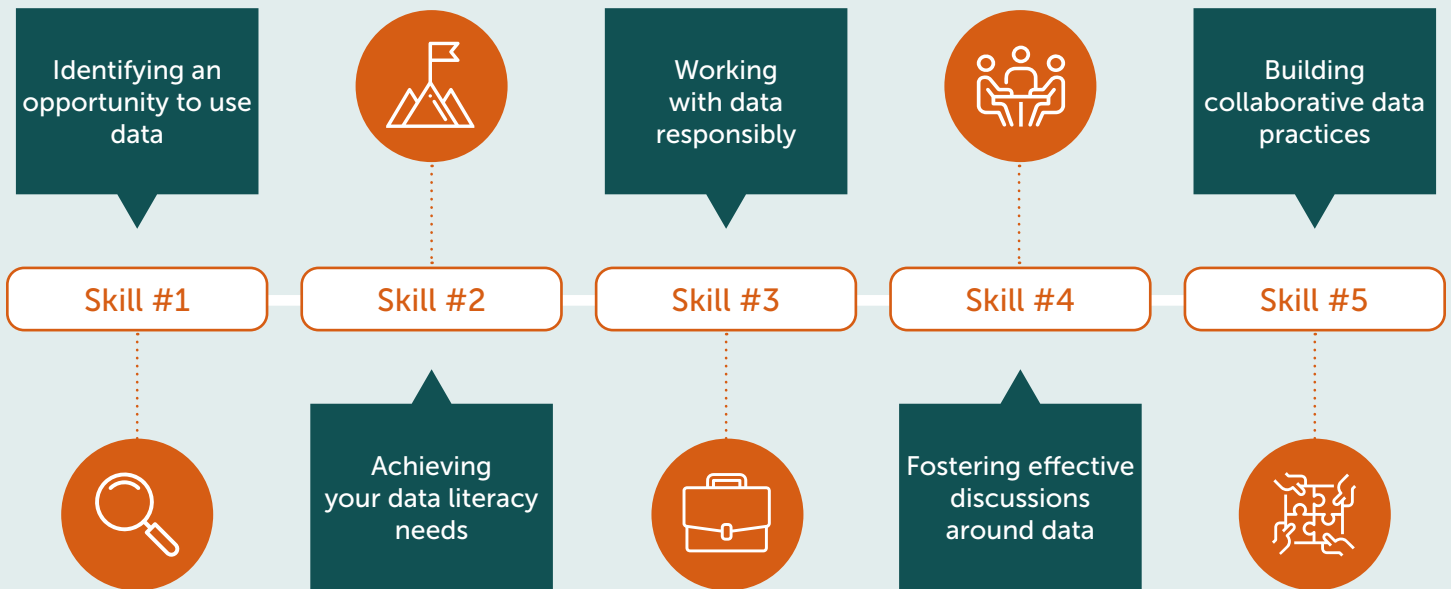 Identifying an
opportunity to use
data
Working
with data
responsibly
Building
collaborative data
practices
Skill #1
Skill #2
Skill #3
Skill #4
Skill #5
Achieving
your data literacy
needs
Fostering effective
discussions
around data